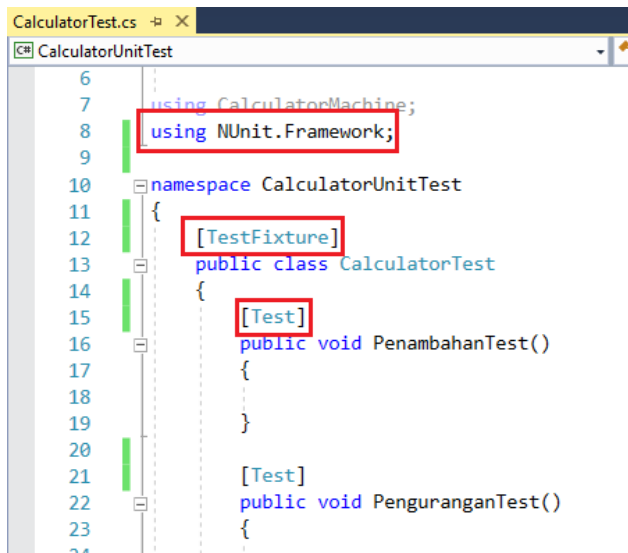 CalculatorTest.cs
C# CalculatorUnitTest
6
7 using CalculatorMachine;
8 using NUnit.Framework;
9
10 namespace CalculatorUnitTest
11 {
12 [TestFixture]
13 public class CalculatorTest
14 {
15 [Test]
16 public void PenambahanTest()
17 {
18
19 }
20
21 [Test]
22 public void PenguranganTest()
23 {
24